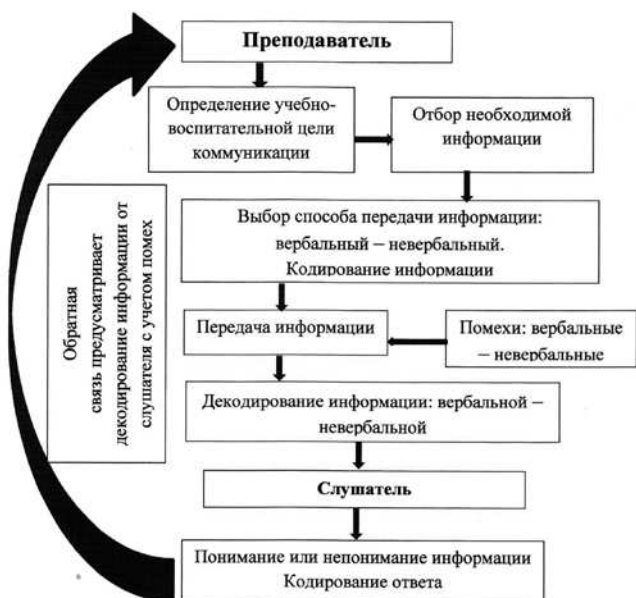 Преподаватель
Определение учебно-
воспитательной цели
коммуникации
Отбор необходимой
информации
Выбор способа передачи информации:
вербальный – невербальный.
Кодирование информации
Передача информации
Помехи: вербальные
– невербальные
Декодирование информации: вербальной –
невербальной
Слушатель
Понимание или непонимание информации
Кодирование ответа
Обратная
связь предусматривает
декодирование информации от
слушателя с учетом помех